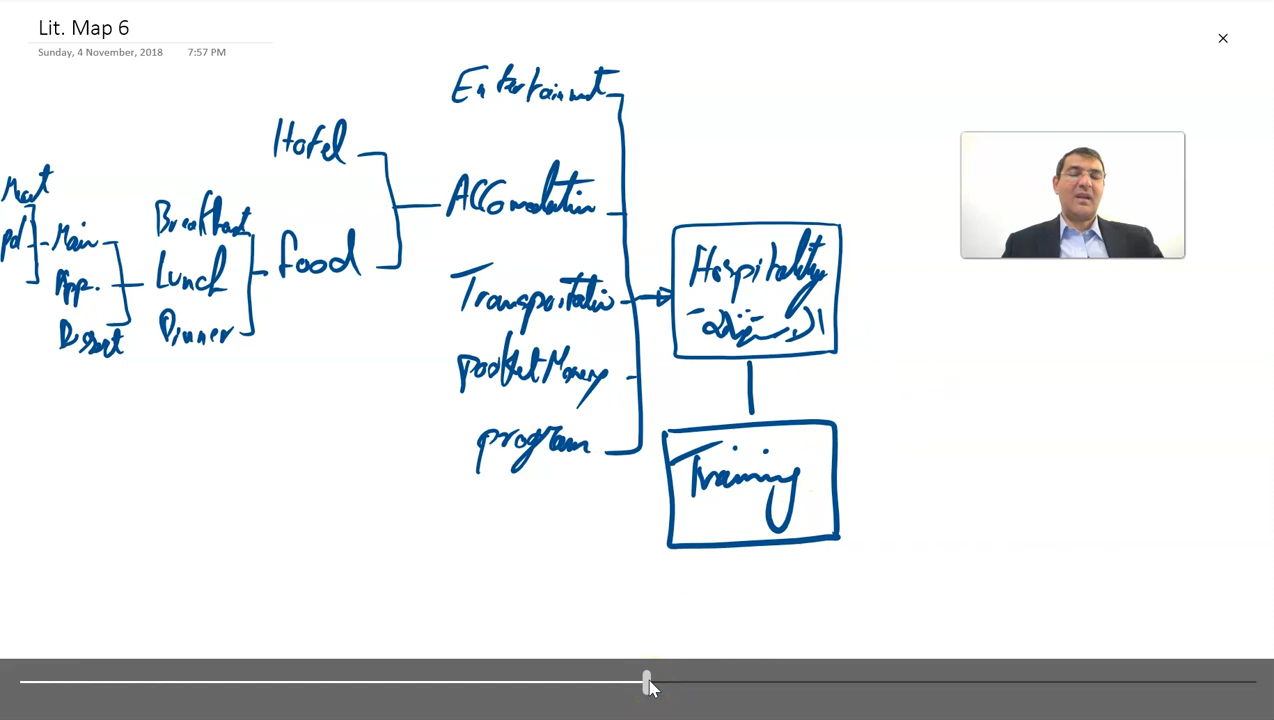 Lit. Map 6
Sunday, 4 November, 2018 7:57 PM
Entertainment
Hotel
Accomodation
Meat
Main
App.
Desert
Breakfast
Lunch
Dinner
Food
Transportation
pocket Money
program
Hospitality
Training